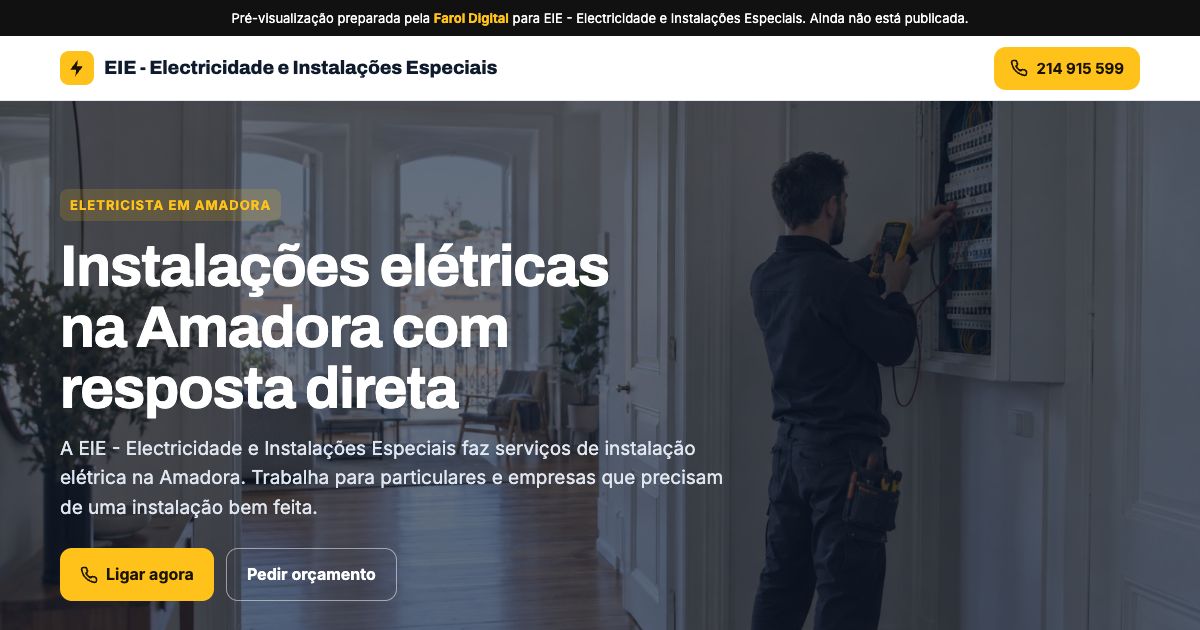 Pré-visualização preparada pela Farol Digital para EIE - Electricidade e Instalações Especiais. Ainda não está publicada.
EIE - Electricidade e Instalações Especiais
214 915 599
ELETRICISTA EM AMADORA
Instalações elétricas
na Amadora com
resposta direta
A EIE - Electricidade e Instalações Especiais faz serviços de instalação
elétrica na Amadora. Trabalha para particulares e empresas que precisam
de uma instalação bem feita.
Ligar agora
Pedir orçamento